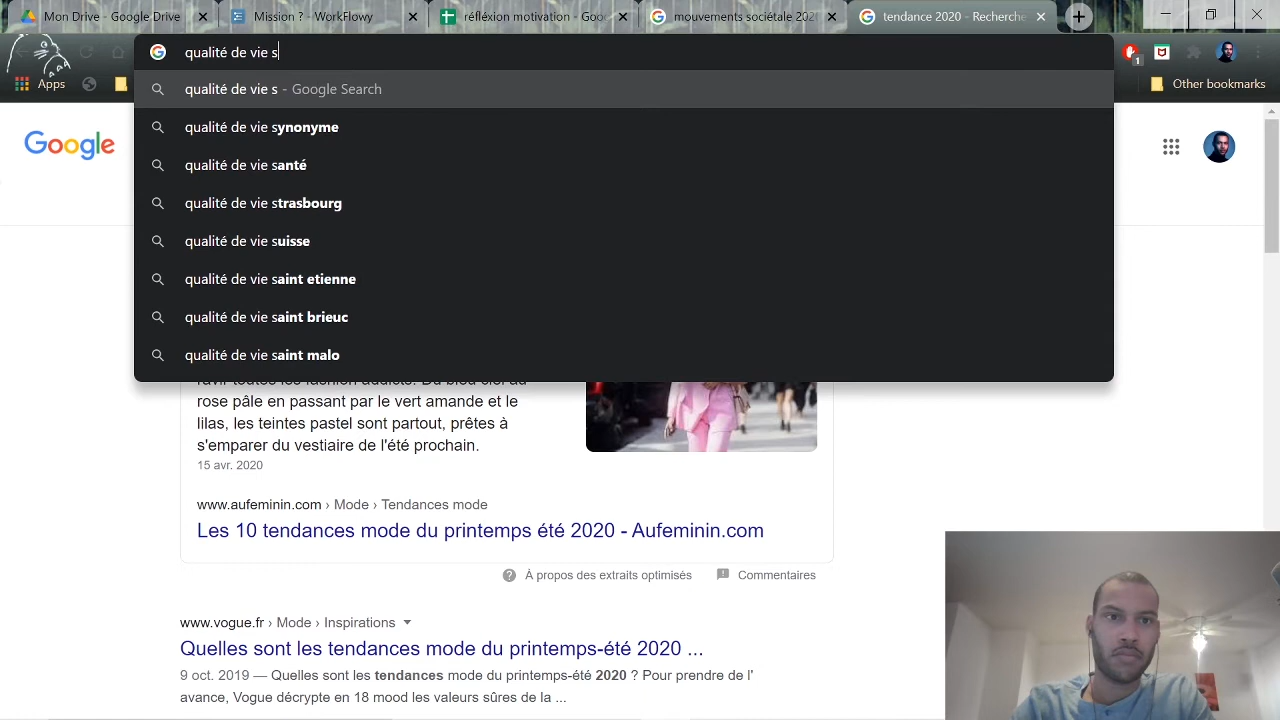 Mon Drive - Google Drive
Mission ? - WorkFlowy
réfléxion motivation - Goo
mouvements sociétale 202
tendance 2020 - Recherche
qualité de vie s
1
Apps
Other bookmarks
qualité de vie s - Google Search
qualité de vie synonyme
qualité de vie santé
qualité de vie strasbourg
qualité de vie suisse
qualité de vie saint etienne
qualité de vie saint brieuc
qualité de vie saint malo
Google
rose pâle en passant par le vert amande et le
lilas, les teintes pastel sont partout, prêtes à
s'emparer du vestiaire de l'été prochain.
15 avr. 2020
www.aufeminin.com › Mode › Tendances mode
Les 10 tendances mode du printemps été 2020 - Aufeminin.com
À propos des extraits optimisés
Commentaires
www.vogue.fr › Mode › Inspirations
Quelles sont les tendances mode du printemps-été 2020 ...
9 oct. 2019 — Quelles sont les tendances mode du printemps-été 2020 ? Pour prendre de l'
avance, Vogue décrypte en 18 mood les valeurs sûres de la ...